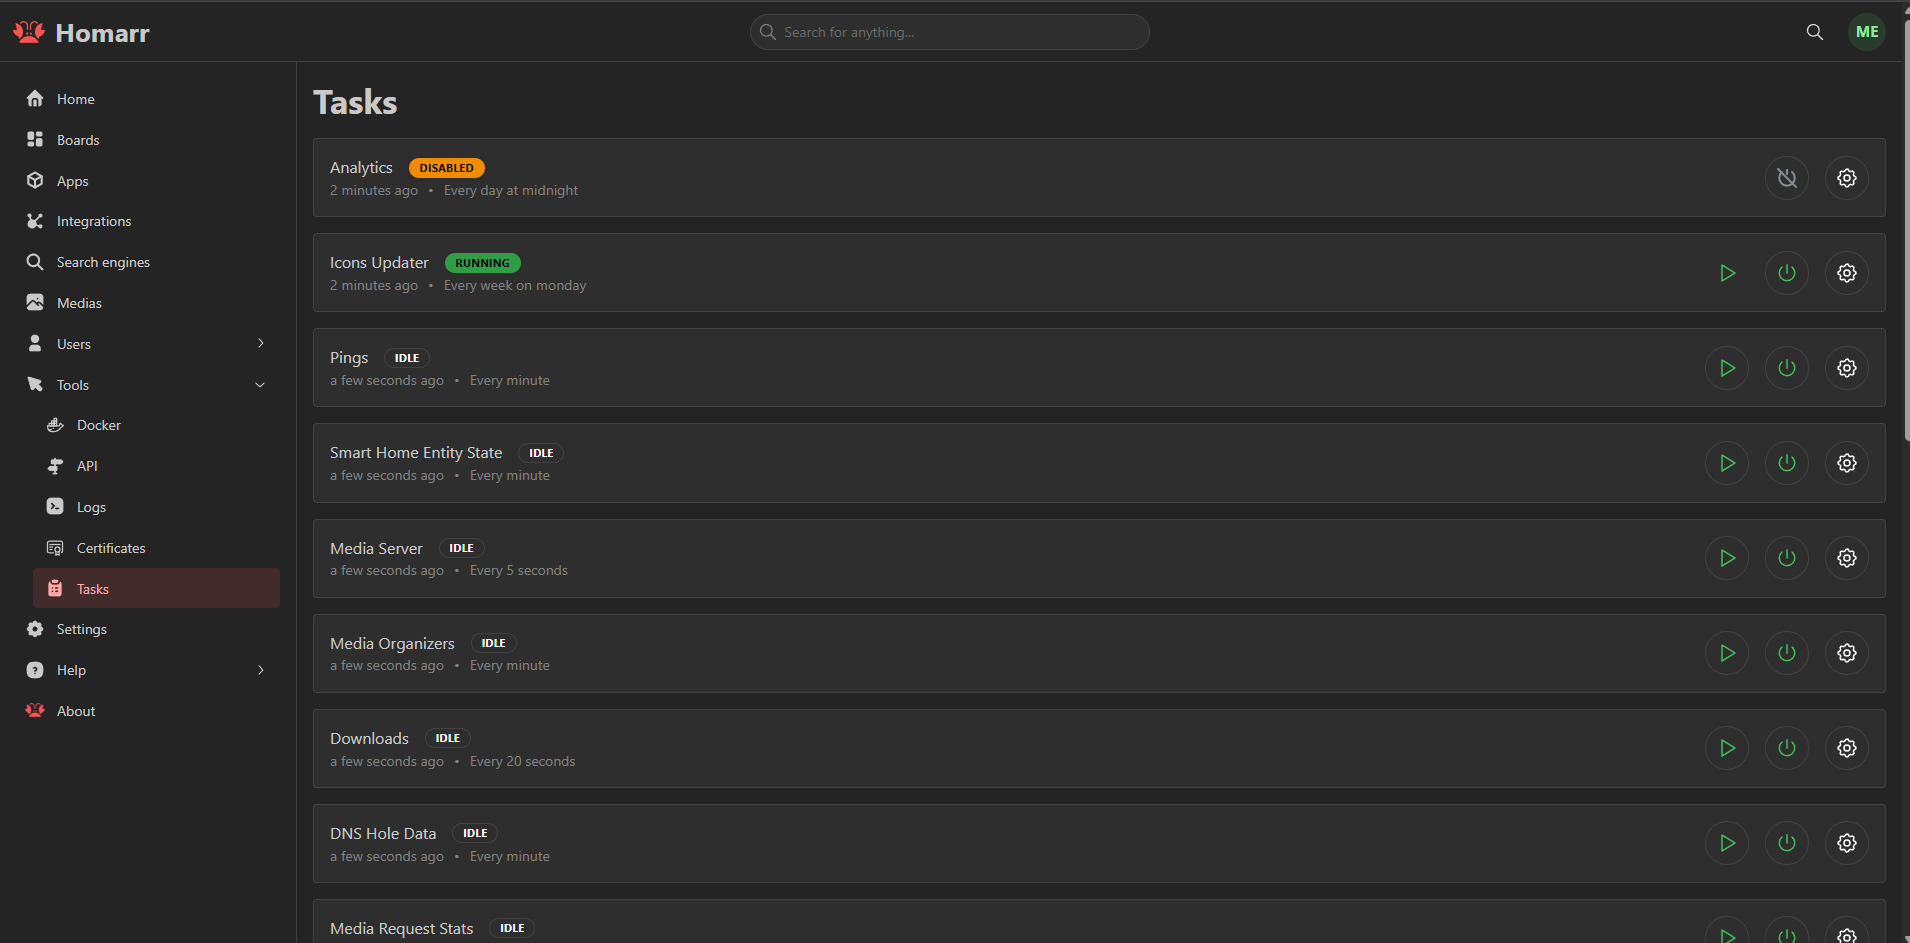 Homarr
Search for anything...
ME
Home
Boards
Apps
Integrations
Search engines
Medias
Users
Tools
Docker
API
Logs
Certificates
Tasks
Settings
Help
About
Tasks
Analytics DISABLED
2 minutes ago • Every day at midnight
Icons Updater RUNNING
2 minutes ago • Every week on monday
Pings IDLE
a few seconds ago • Every minute
Smart Home Entity State IDLE
a few seconds ago • Every minute
Media Server IDLE
a few seconds ago • Every 5 seconds
Media Organizers IDLE
a few seconds ago • Every minute
Downloads IDLE
a few seconds ago • Every 20 seconds
DNS Hole Data IDLE
a few seconds ago • Every minute
Media Request Stats IDLE